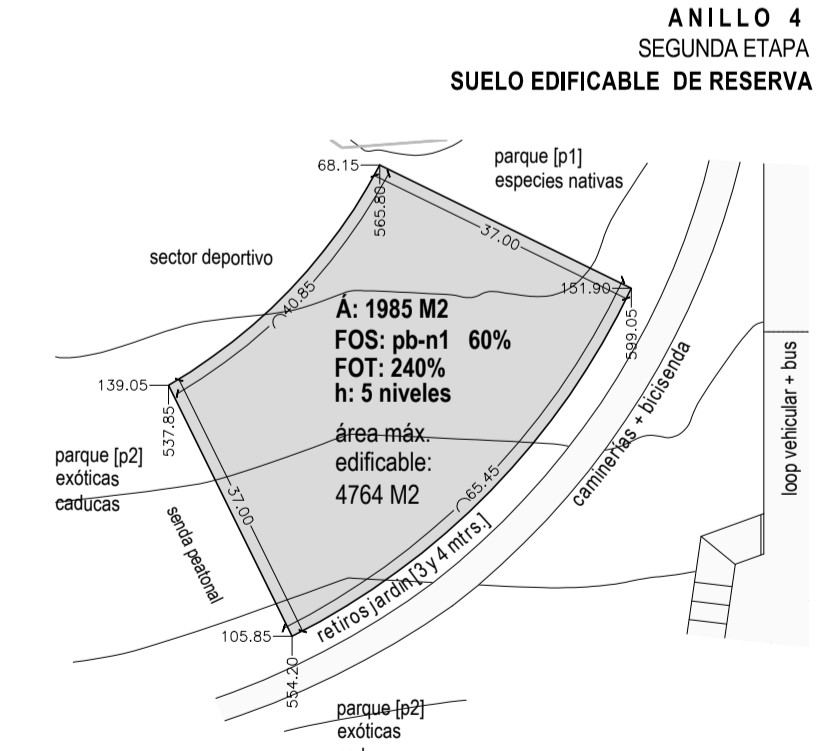 ANILLO 4
SEGUNDA ETAPA
SUELO EDIFICABLE DE RESERVA
parque [p1]
especies nativas
68.15
565.80
37.00
sector deportivo
151.90
599.05
40.85
Á: 1985 M2
FOS: pb-n1 60%
FOT: 240%
h: 5 niveles
área máx.
edificable:
4764 M2
139.05
537.85
parque [p2]
exóticas
caducas
37.00
senda peatonal
65.45
caminerías + bicisenda
loop vehicular + bus
retiros jardín [3 y 4 mtrs.]
105.85
554.20
parque [p2]
exóticas